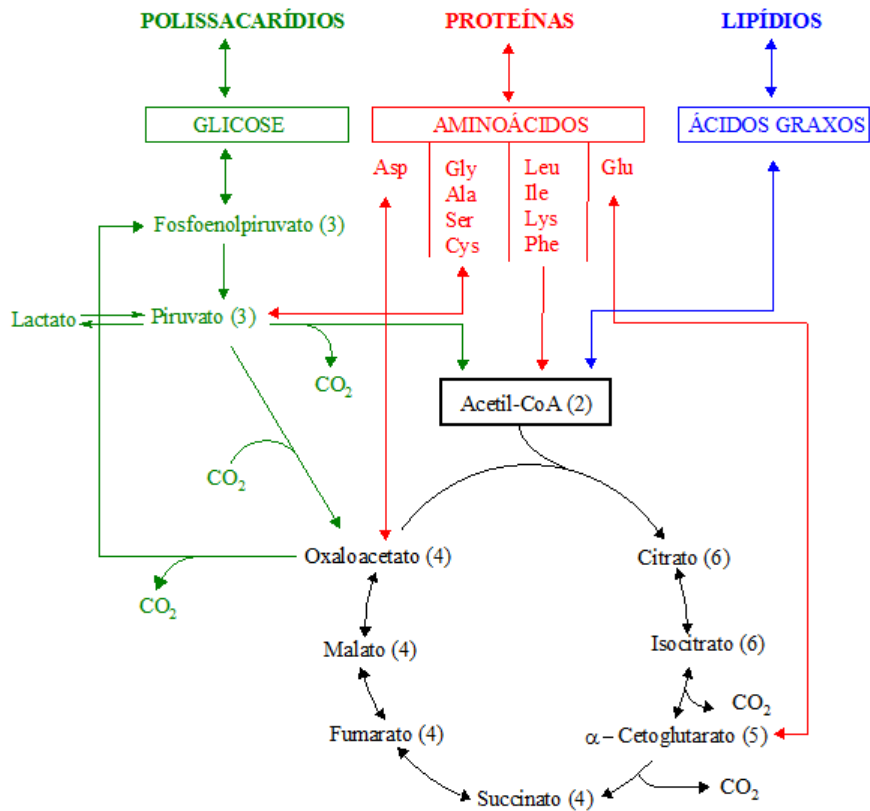 POLISSACARÍDIOS PROTEÍNAS LIPÍDIOS
GLICOSE AMINOÁCIDOS ÁCIDOS GRAXOS
Asp Gly Leu Glu
Ala Ile
Ser Lys
Cys Phe
Fosfoenolpiruvato (3)
Lactato Piruvato (3)
CO2
Acetil-CoA (2)
CO2
Oxaloacetato (4) Citrato (6)
CO2
Malato (4) Isocitrato (6)
CO2
Fumarato (4) α – Cetoglutarato (5)
Succinato (4) CO2